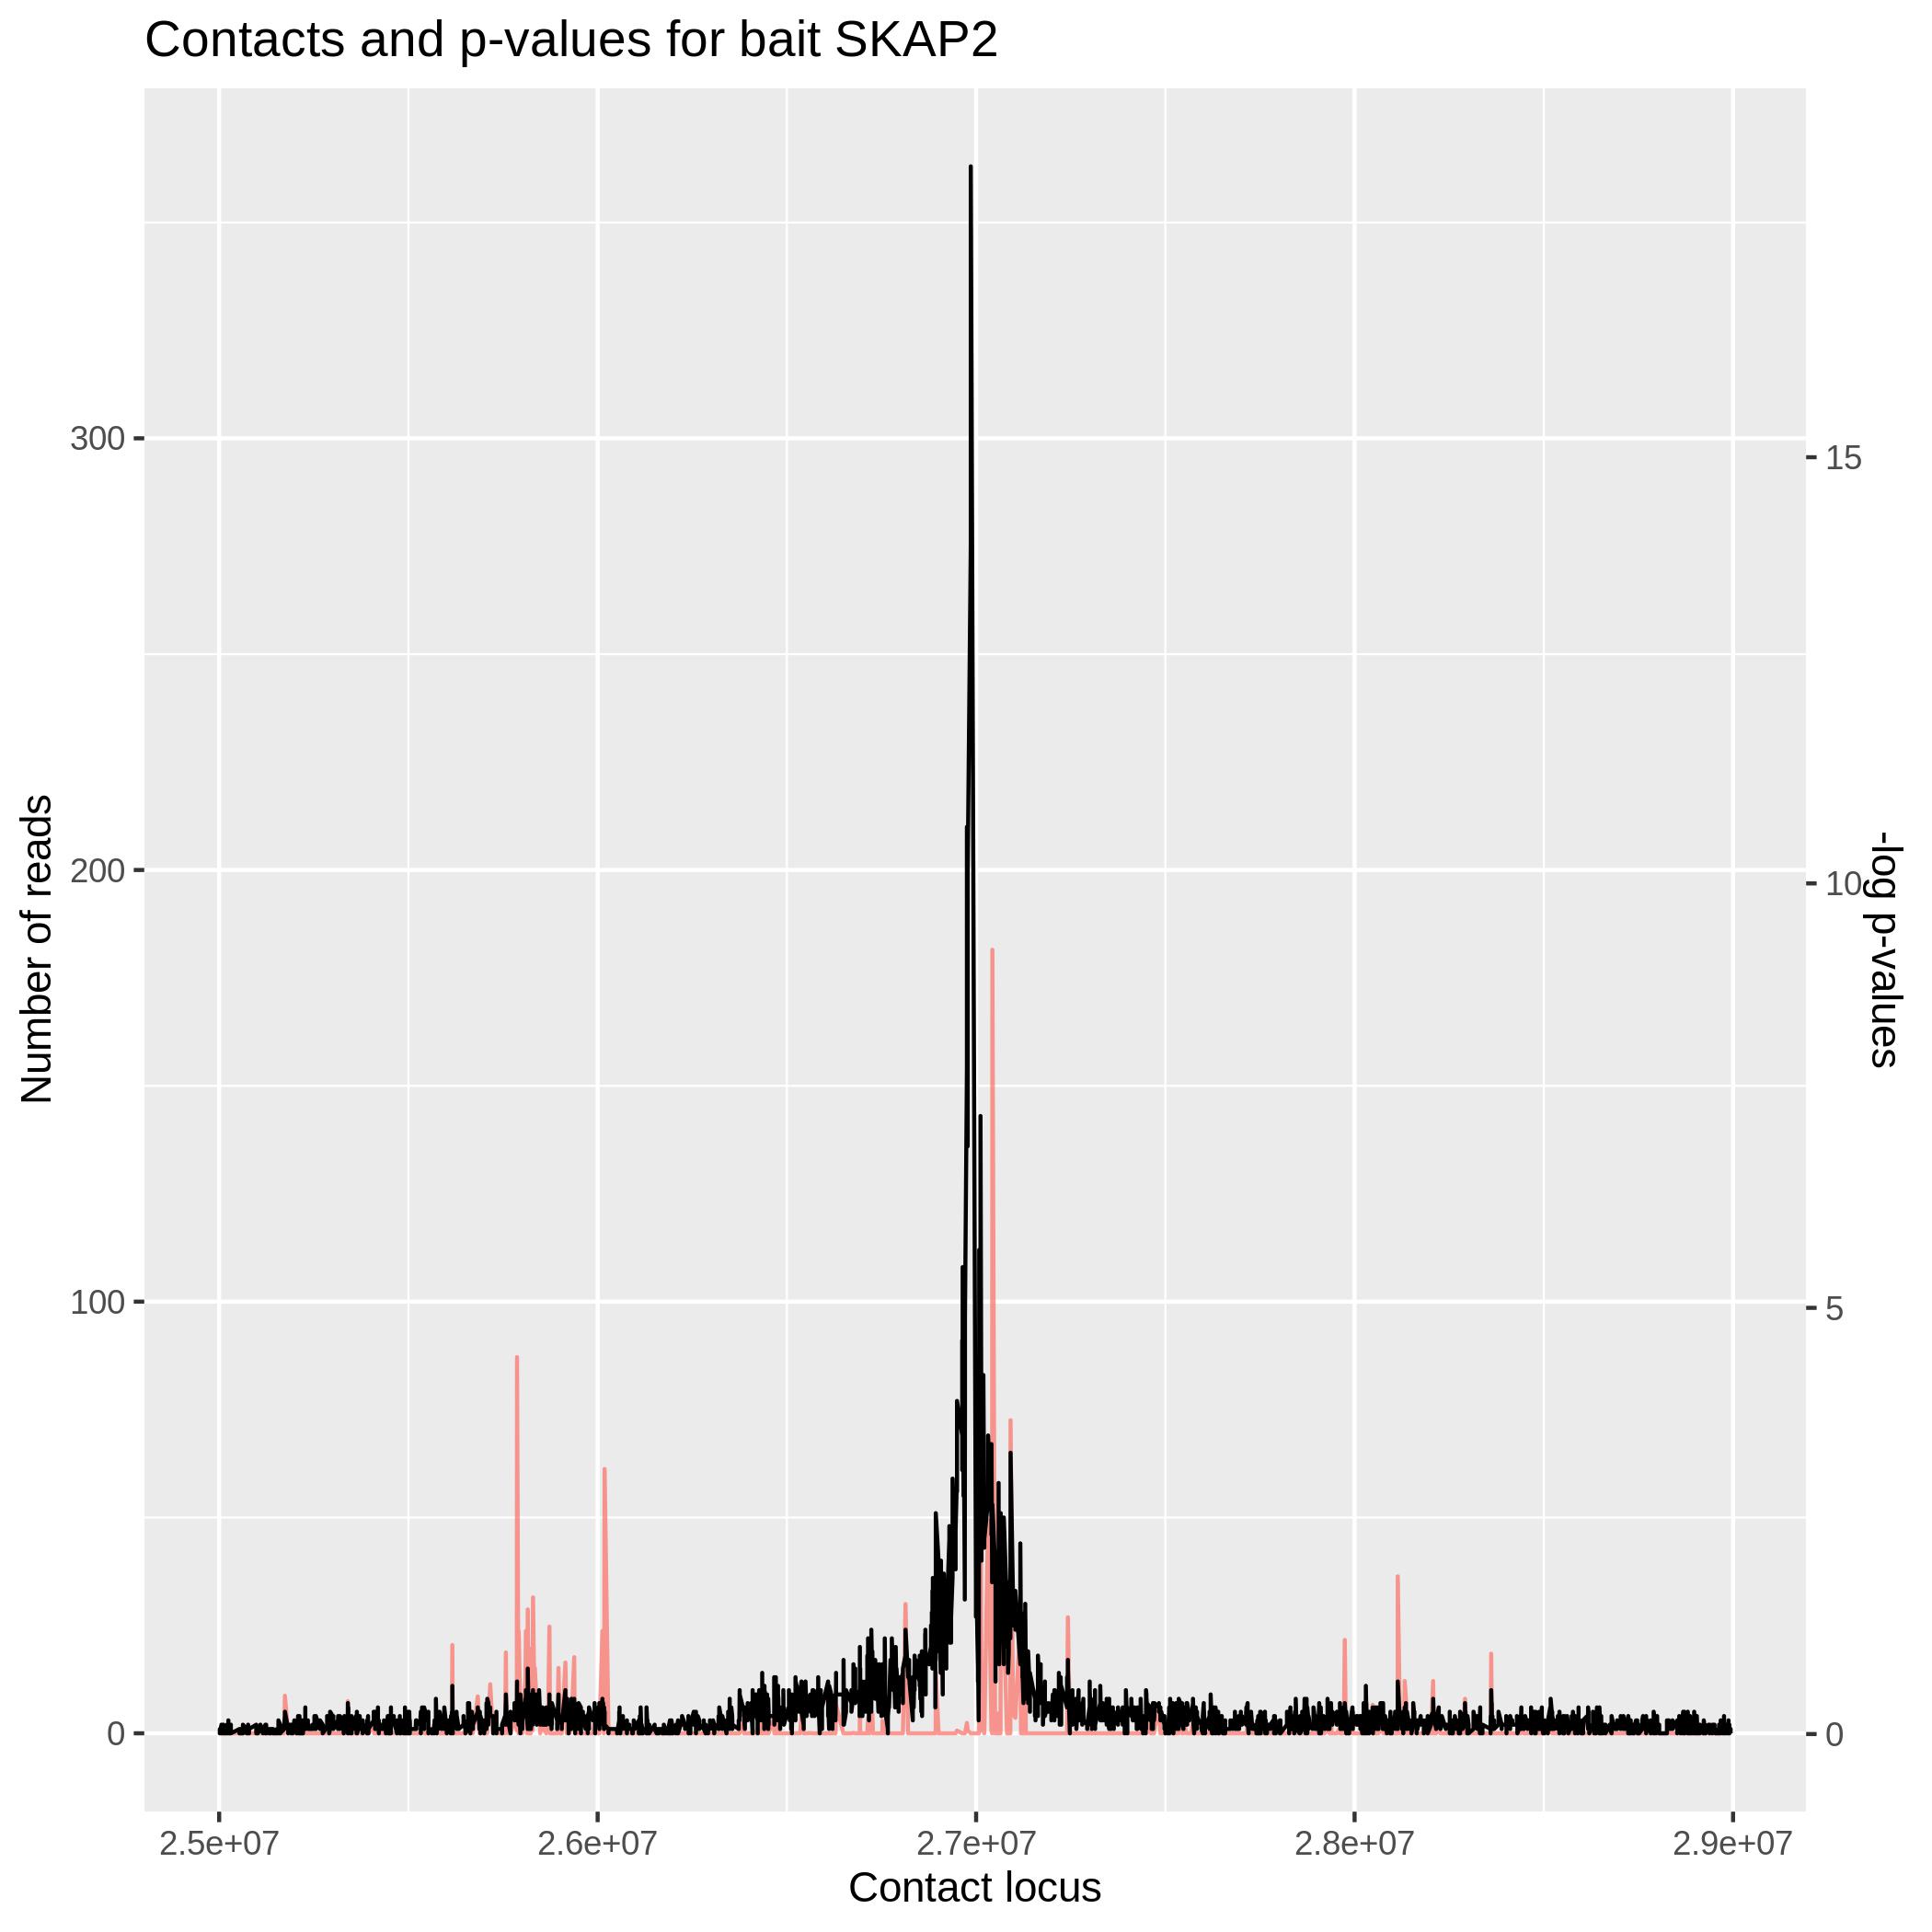 Contacts and p-values for bait SKAP2
Number of reads
300
200
100
0
15
10
5
0
-log p-values
2.5e+07 2.6e+07 2.7e+07 2.8e+07 2.9e+07
Contact locus